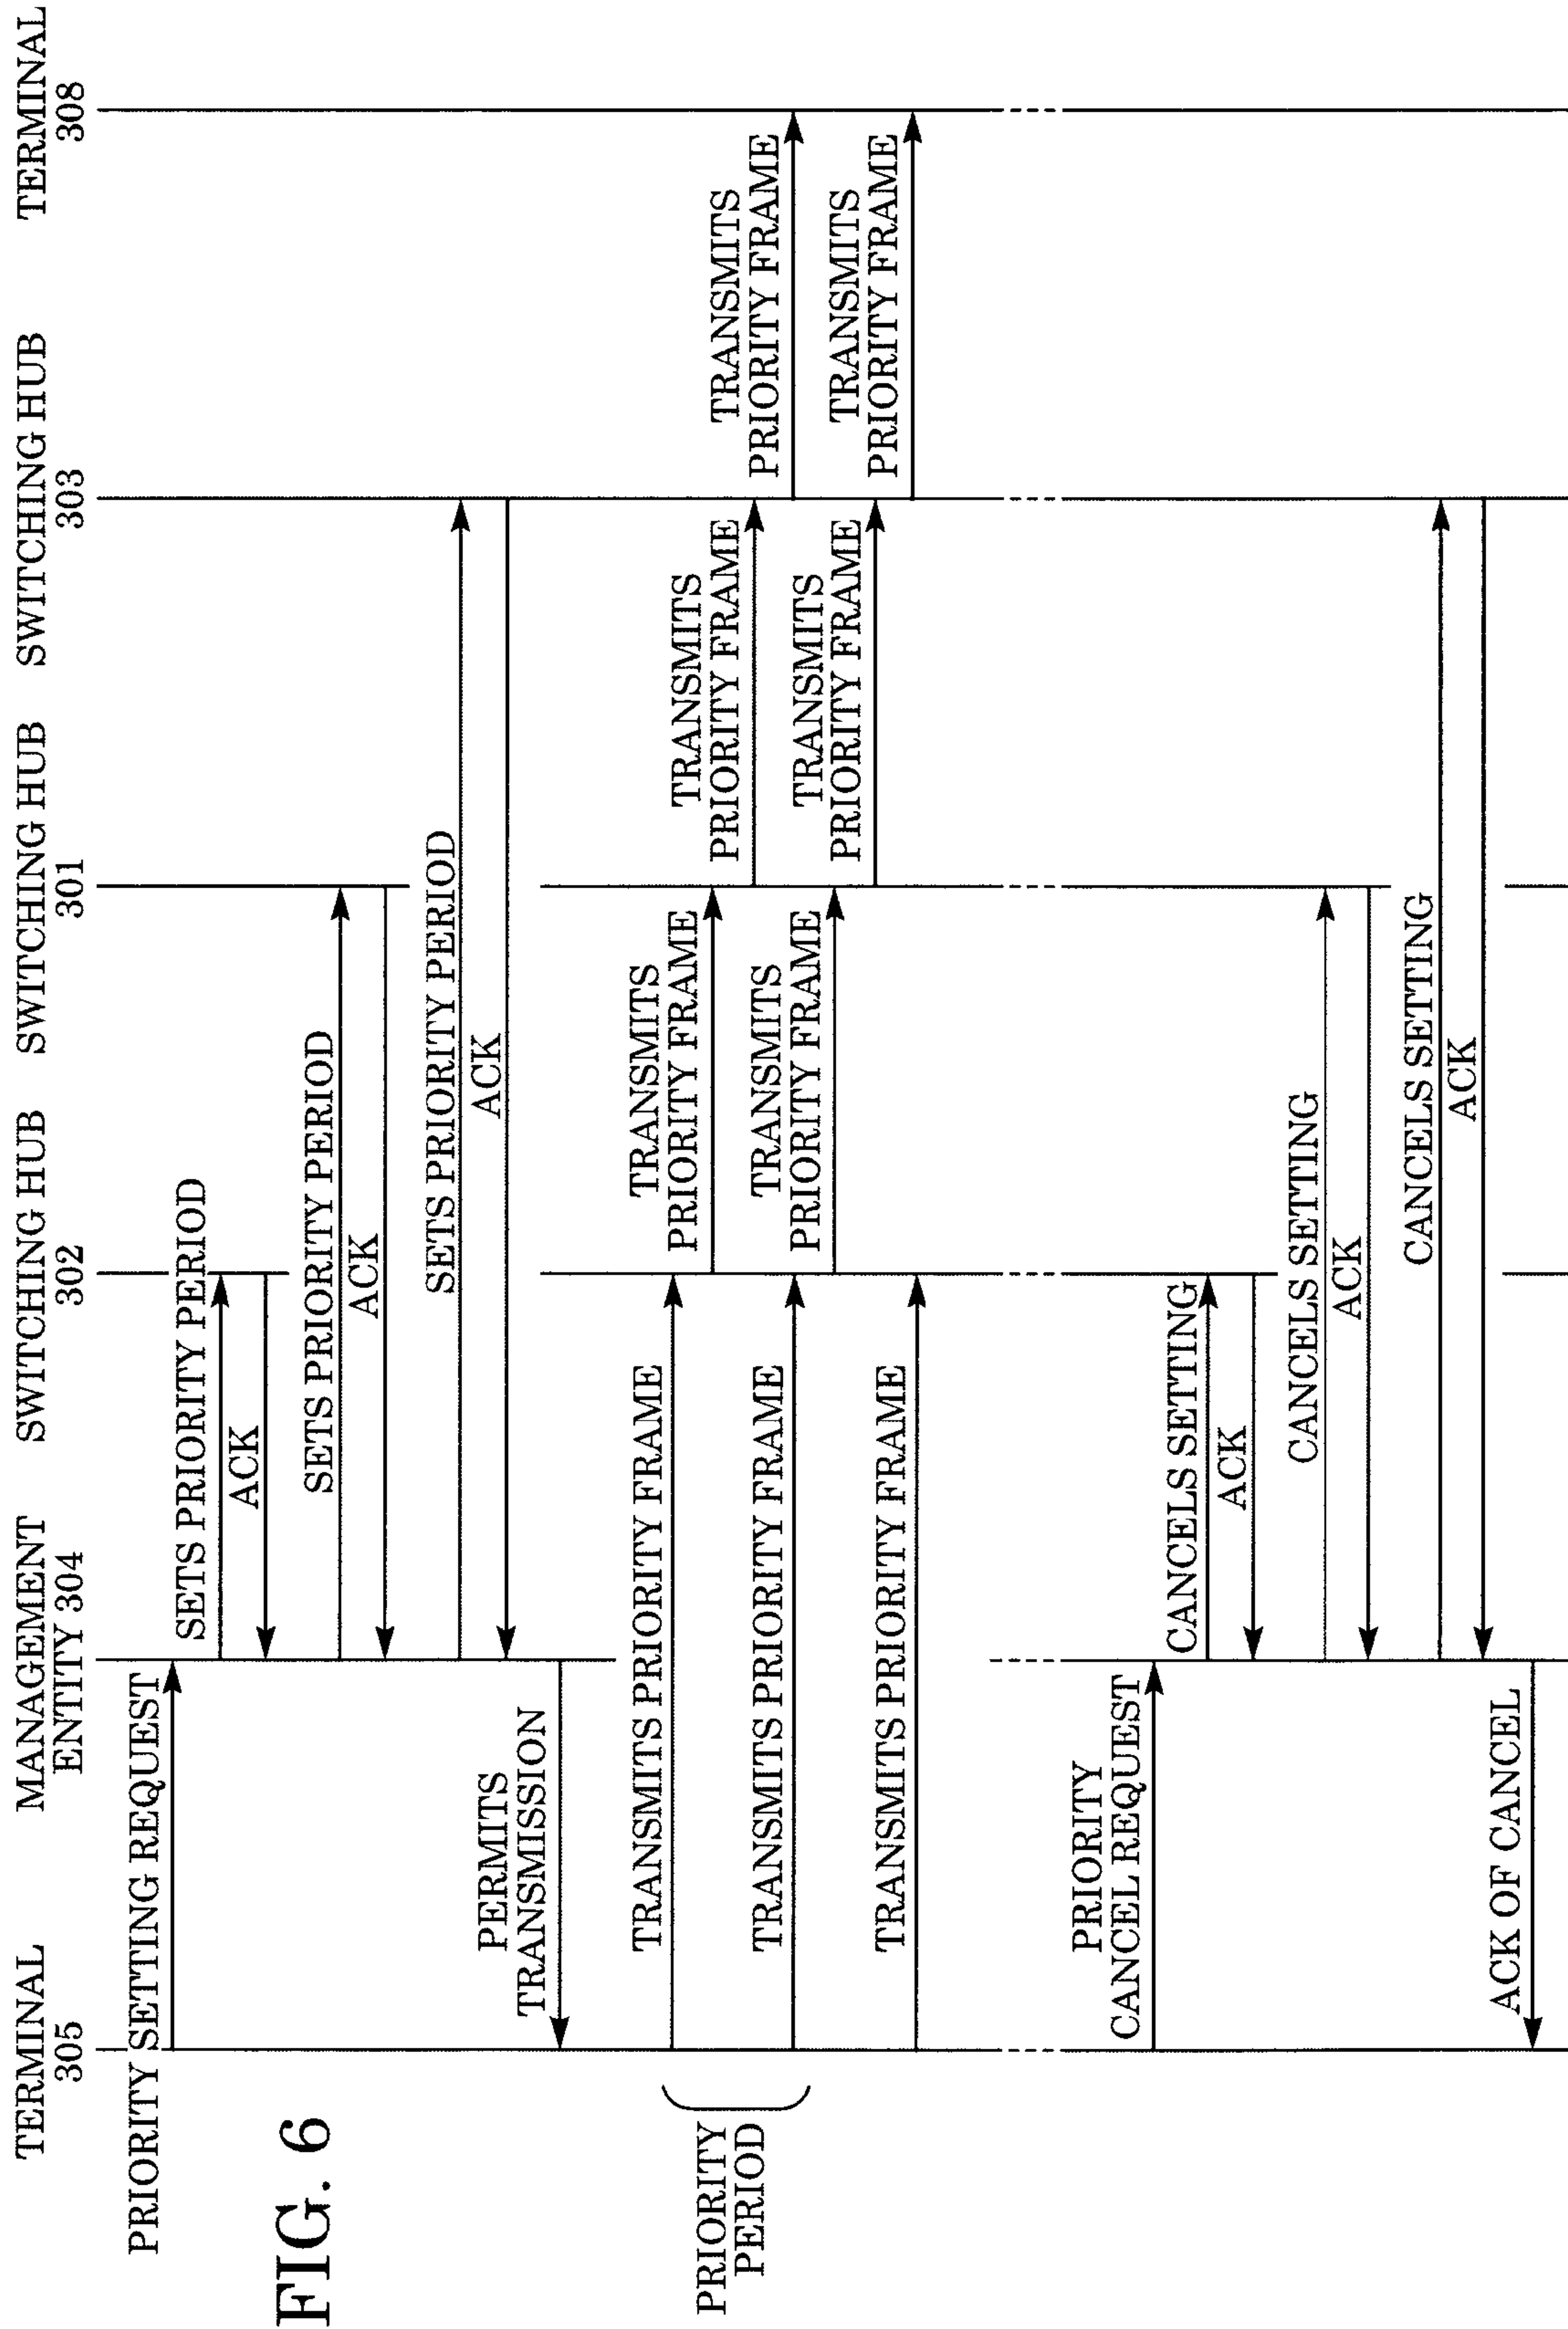 FIG. 6
TERMINAL
305
MANAGEMENT
ENTITY 304
SWITCHING HUB
302
SWITCHING HUB
301
SWITCHING HUB
303
TERMINAL
308
PRIORITY SETTING REQUEST
SETS PRIORITY PERIOD
ACK
SETS PRIORITY PERIOD
ACK
SETS PRIORITY PERIOD
ACK
PERMITS
TRANSMISSION
PRIORITY
PERIOD
TRANSMITS PRIORITY FRAME
TRANSMITS
PRIORITY FRAME
TRANSMITS
PRIORITY FRAME
TRANSMITS
PRIORITY FRAME
TRANSMITS PRIORITY FRAME
TRANSMITS
PRIORITY FRAME
TRANSMITS
PRIORITY FRAME
TRANSMITS
PRIORITY FRAME
TRANSMITS PRIORITY FRAME
PRIORITY
CANCEL REQUEST
CANCELS SETTING
ACK
CANCELS SETTING
ACK
CANCELS SETTING
ACK
ACK OF CANCEL